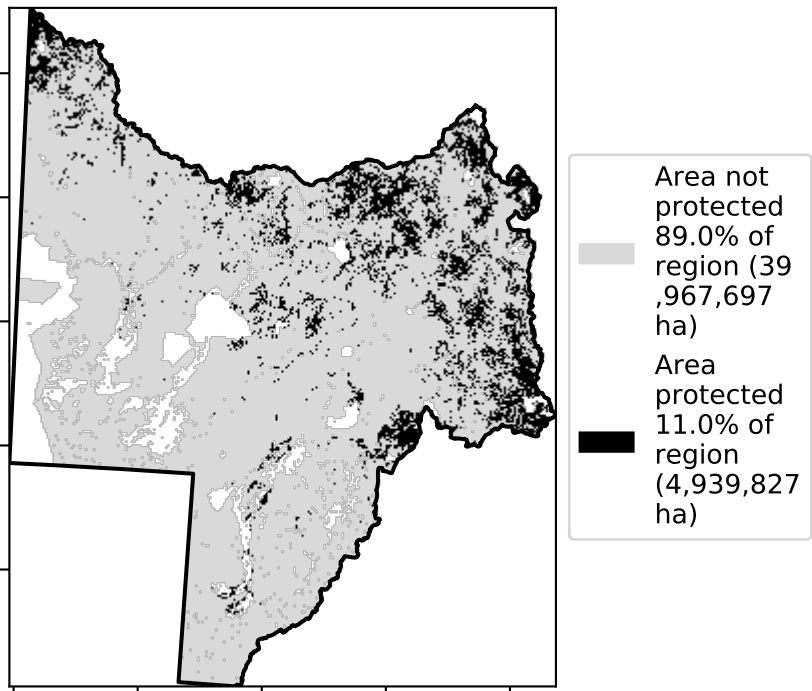 Area not
protected
89.0% of
region (39
,967,697
ha)
Area
protected
11.0% of
region
(4,939,827
ha)